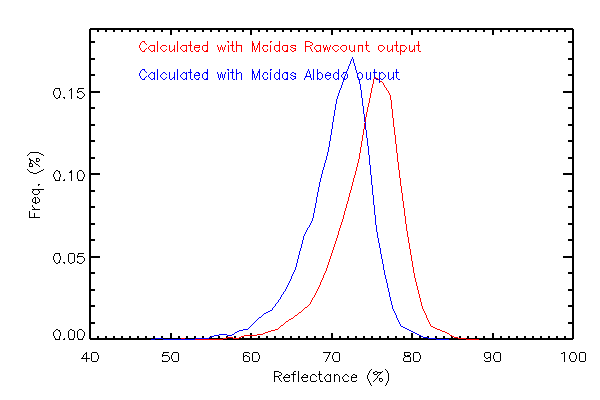 Calculated with Mcidas Rawcount output
Calculated with Mcidas Albedo output
0.15
0.10
0.05
0.00
Freq. (%)
40 50 60 70 80 90 100
Reflectance (%)